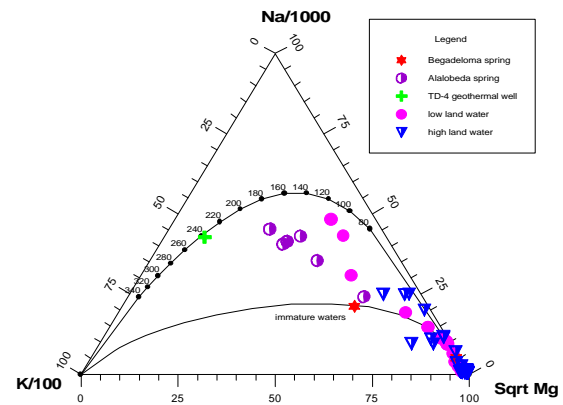 Na/1000
Legend
Begadeloma spring
Alalobeda spring
TD-4 geothermal well
low land water
high land water
0
100
25
75
50
50
75
25
100
0
340
320
300
280
260
240
220
200
180
160
140
120
100
80
immature waters
K/100
0
25
50
75
100
Sqrt Mg